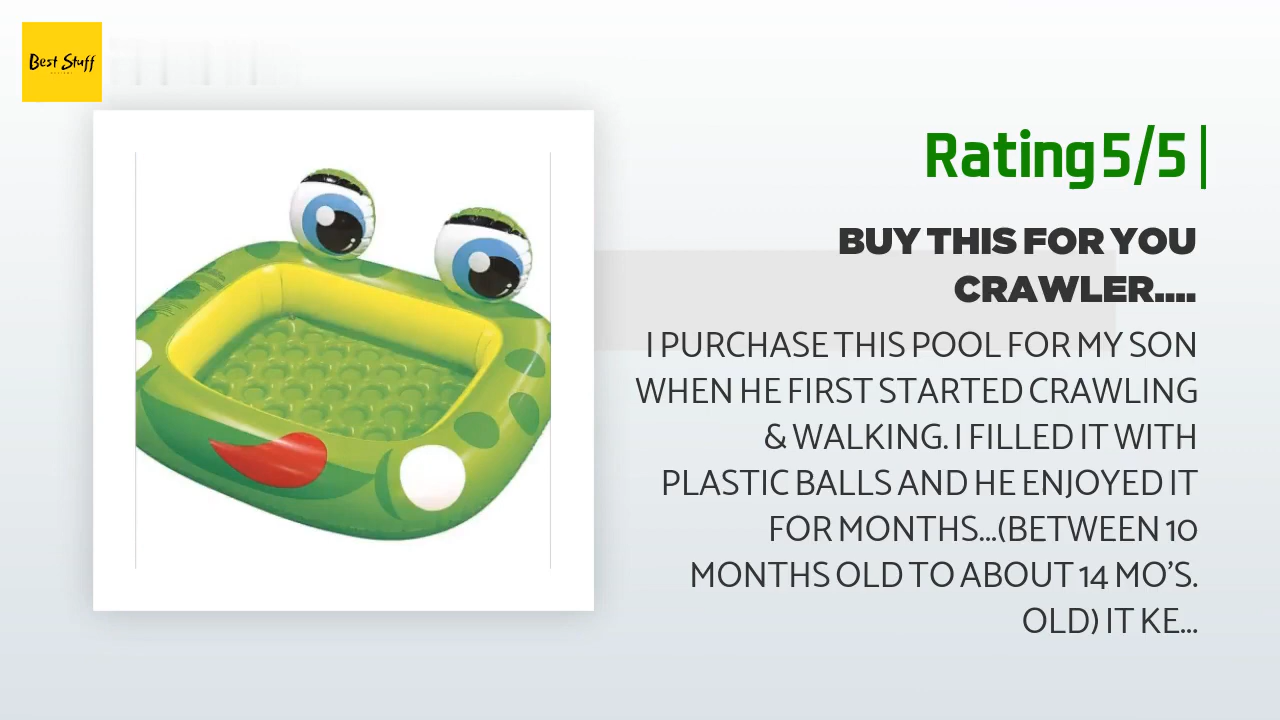 Best Stuff
Rating 5/5 |
BUY THIS FOR YOU
CRAWLER....
I PURCHASE THIS POOL FOR MY SON
WHEN HE FIRST STARTED CRAWLING
& WALKING. I FILLED IT WITH
PLASTIC BALLS AND HE ENJOYED IT
FOR MONTHS...(BETWEEN 10
MONTHS OLD TO ABOUT 14 MO'S.
OLD) IT KE...